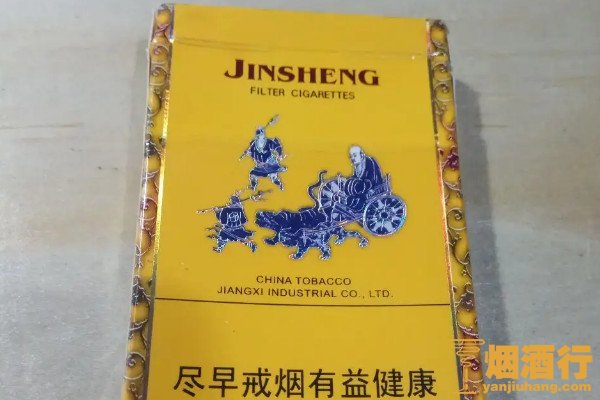 JINSHENG
FILTER CIGARETTES
CHINA TOBACCO
JIANGXI INDUSTRIAL CO., LTD.
尽早戒烟有益健康
烟酒行
yanjiuhang.com